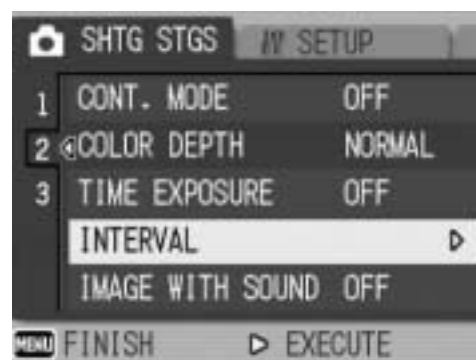 SHTG STGS SETUP
1 CONT. MODE OFF
2 COLOR DEPTH NORMAL
3 TIME EXPOSURE OFF
INTERVAL
IMAGE WITH SOUND OFF
MENU FINISH EXECUTE